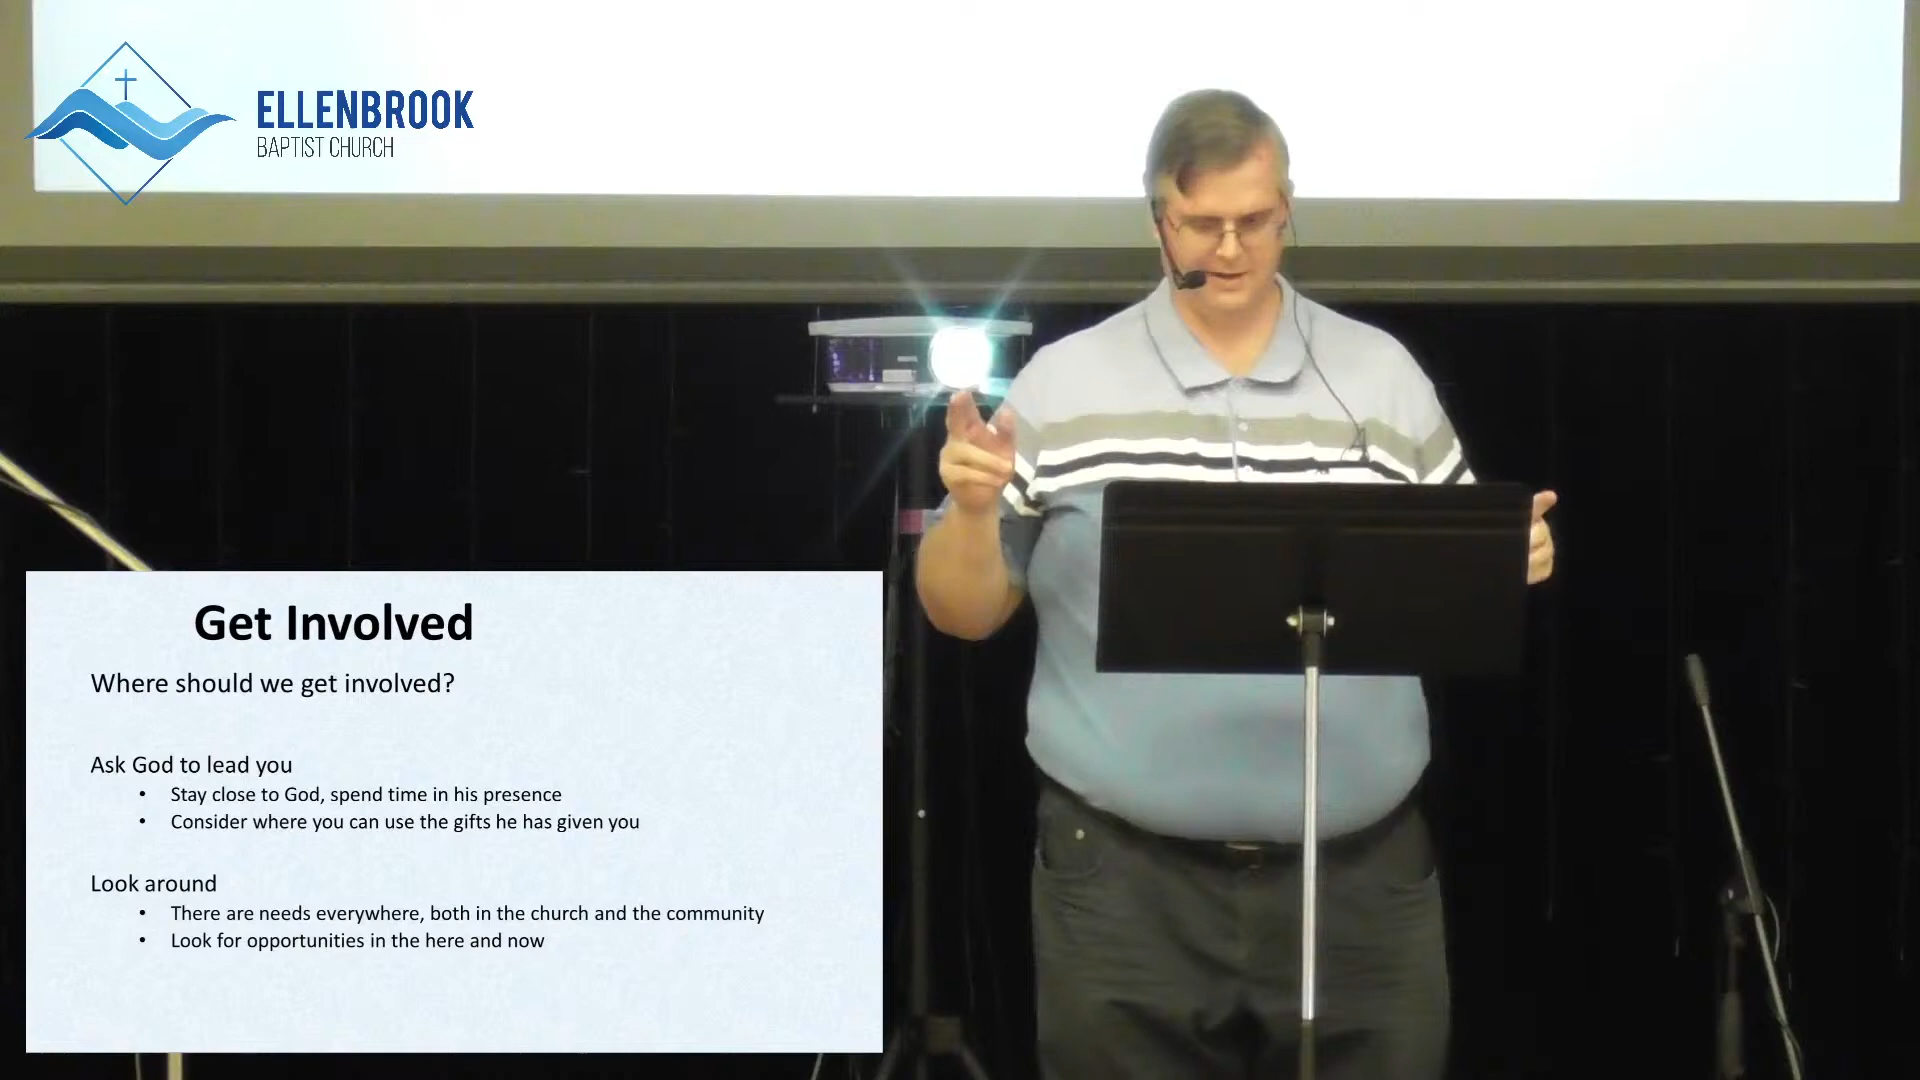 ELLENBROOK
BAPTIST CHURCH
Get Involved
Where should we get involved?
Ask God to lead you
• Stay close to God, spend time in his presence
• Consider where you can use the gifts he has given you
Look around
• There are needs everywhere, both in the church and the community
• Look for opportunities in the here and now